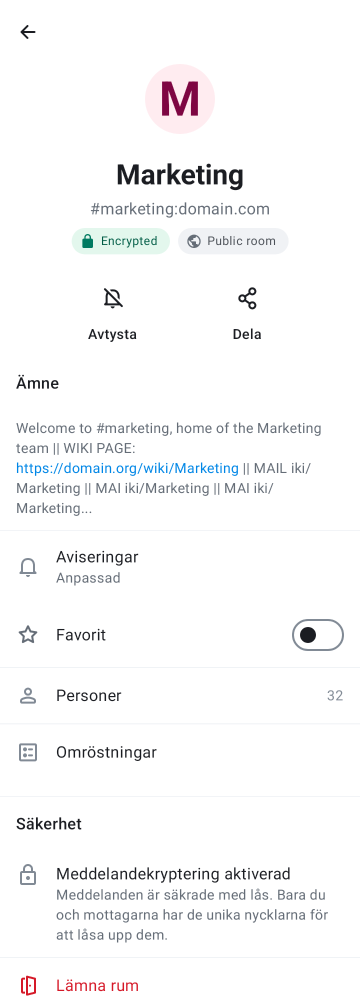 M
Marketing
#marketing:domain.com
Encrypted
Public room
Avtysta
Dela
Ämne
Welcome to #marketing, home of the Marketing
team || WIKI PAGE:
https://domain.org/wiki/Marketing || MAIL iki/
Marketing || MAI iki/Marketing || MAI iki/
Marketing...
Aviseringar
Anpassad
Favorit
Personer 32
Omröstningar
Säkerhet
Meddelandekryptering aktiverad
Meddelanden är säkrade med lås. Bara du
och mottagarna har de unika nycklarna för
att låsa upp dem.
Lämna rum